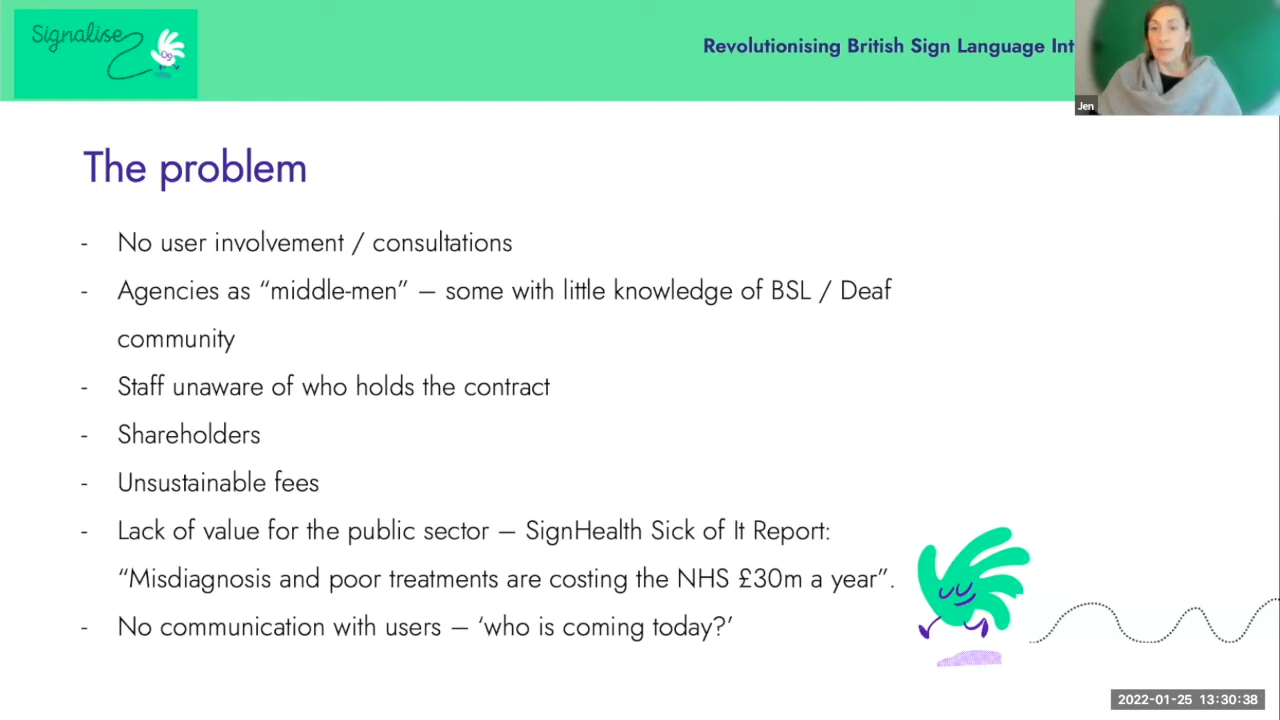 Signalise
Revolutionising British Sign Language
Jen
The problem
- No user involvement / consultations
- Agencies as “middle-men” – some with little knowledge of BSL / Deaf
community
- Staff unaware of who holds the contract
- Shareholders
- Unsustainable fees
- Lack of value for the public sector – SignHealth Sick of It Report:
“Misdiagnosis and poor treatments are costing the NHS £30m a year”.
- No communication with users – ‘who is coming today?’
2022-01-25 13:30:38